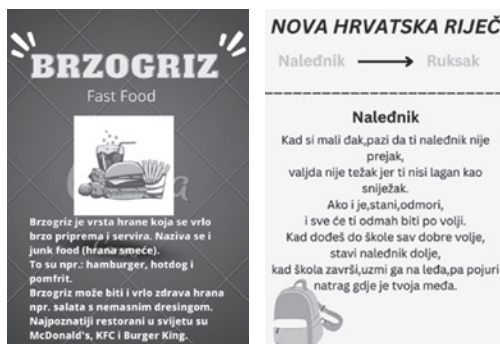 BRZOGRIZ
Fast Food
Brzogriz je vrsta hrane koja se vrlo
brzo priprema i servira. Naziva se i
junk food (hrana smeće).
To su npr.: hamburger, hotdog i
pomfrit.
Brzogriz može biti i vrlo zdrava hrana
npr. salata s nemasnim dresingom.
Najpoznatiji restorani u svijetu su
McDonald's, KFC i Burger King.
NOVA HRVATSKA RIJEČ
Naleđnik → Ruksak
Naleđnik
Kad si mali đak,pazi da ti naleđnik nije
prejak,
valjda nije težak jer ti nisi lagan kao
sniježak.
Ako i je,stani,odmori,
i sve će ti odmah biti po volji.
Kad dođeš do škole sav dobre volje,
stavi naleđnik dolje,
kad škola završi,uzmi ga na leđa,pa pojuri
natrag gdje je tvoja međa.